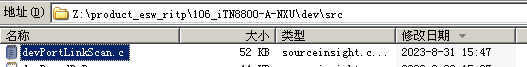 地址(D) Z:\product_esw_ritp\106_iTN8800-A-NXU\dev\src
名称 大小 类型 修改日期
devPortLinkScan.c 52 KB sourceinsight.c... 2023-8-31 15:47